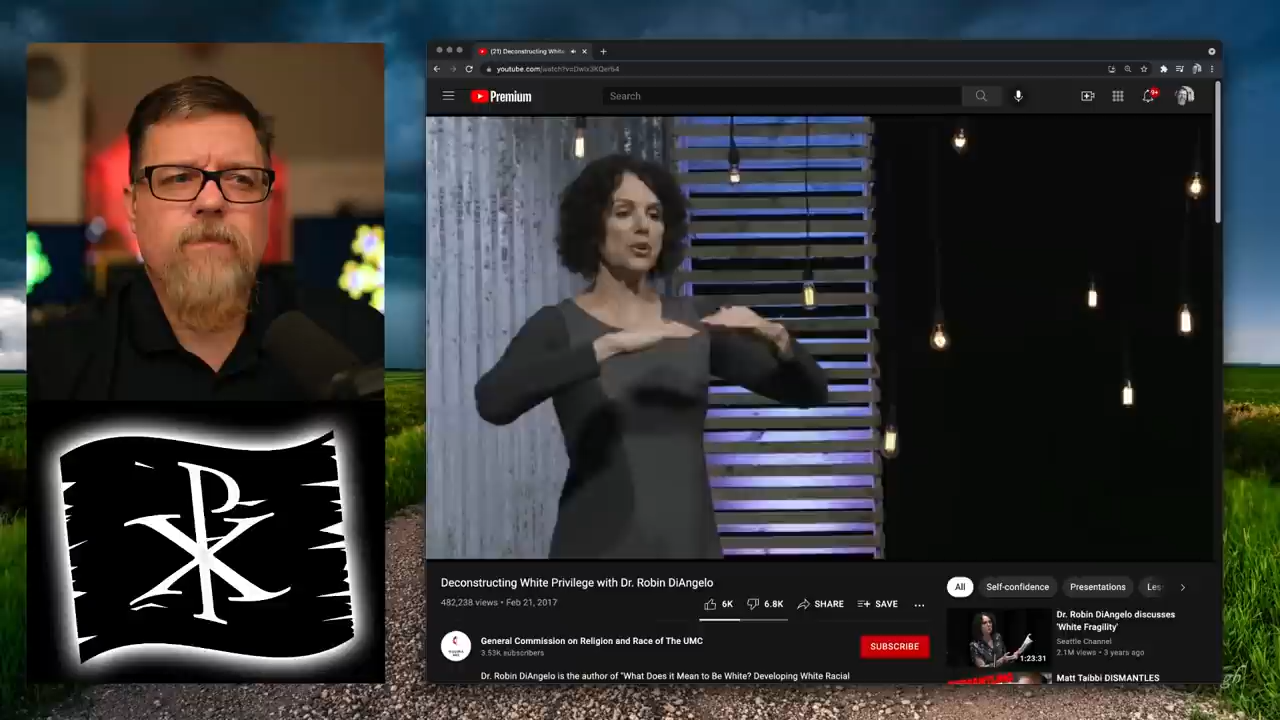 (21) Deconstructing White
youtube.com/watch?v=DwIx3KQer54
Premium
Search
9+
Deconstructing White Privilege with Dr. Robin DiAngelo
482,238 views • Feb 21, 2017
6K
6.8K
SHARE
SAVE
General Commission on Religion and Race of The UMC
3.53K subscribers
SUBSCRIBE
Dr. Robin DiAngelo is the author of "What Does it Mean to Be White? Developing White Racial
All
Self-confidence
Presentations
Les
Dr. Robin DiAngelo discusses
'White Fragility'
Seattle Channel
2.1M views • 3 years ago
1:23:31
Matt Taibbi DISMANTLES